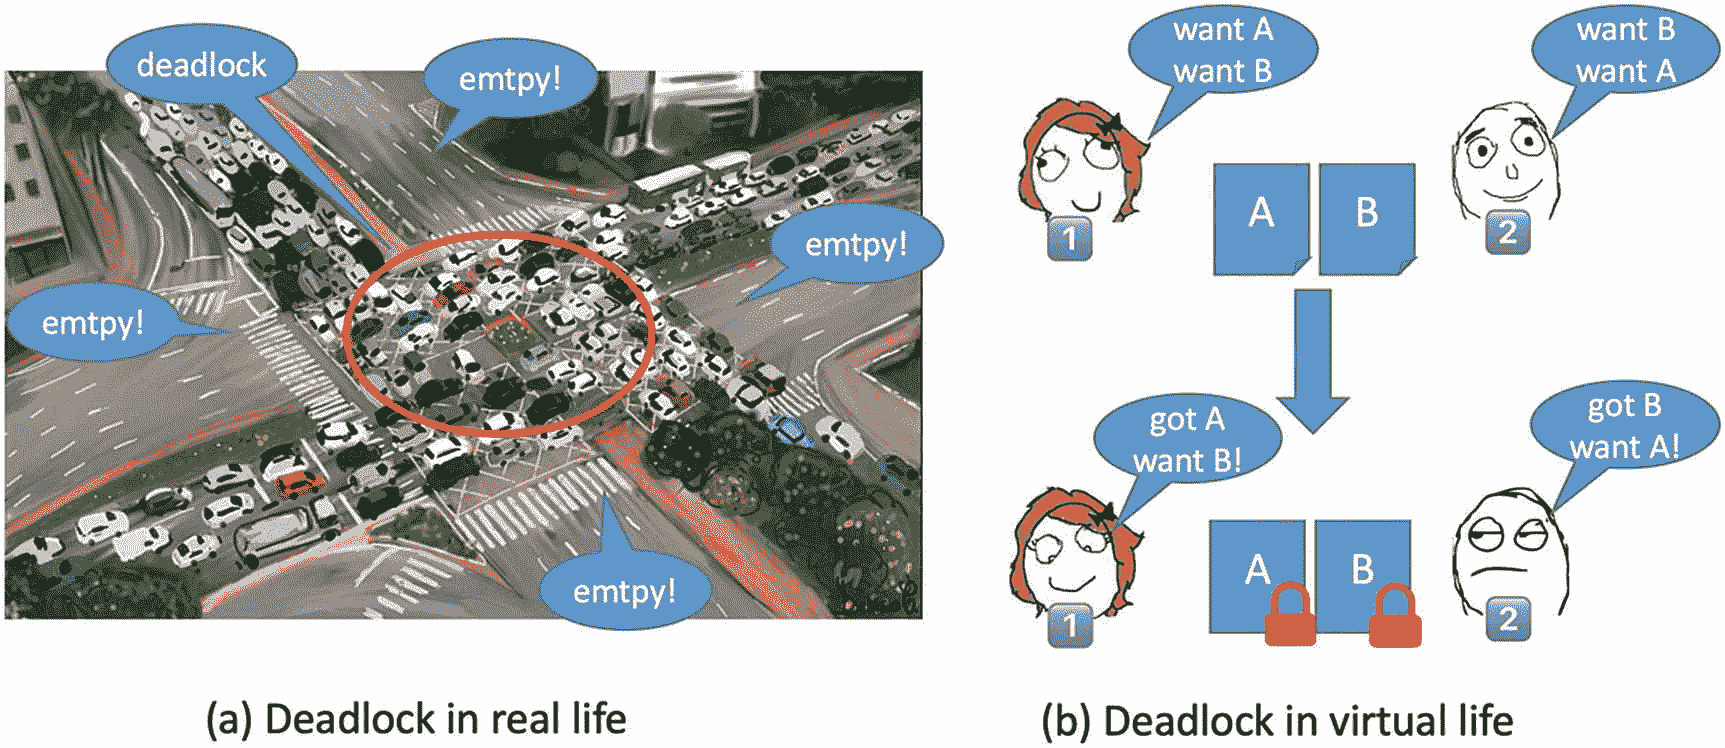 deadlock
emtpy!
emtpy!
emtpy!
emtpy!
(a) Deadlock in real life
want A
want B
want B
want A
1
A
B
2
got A
want B!
got B
want A!
1
A
B
2
(b) Deadlock in virtual life